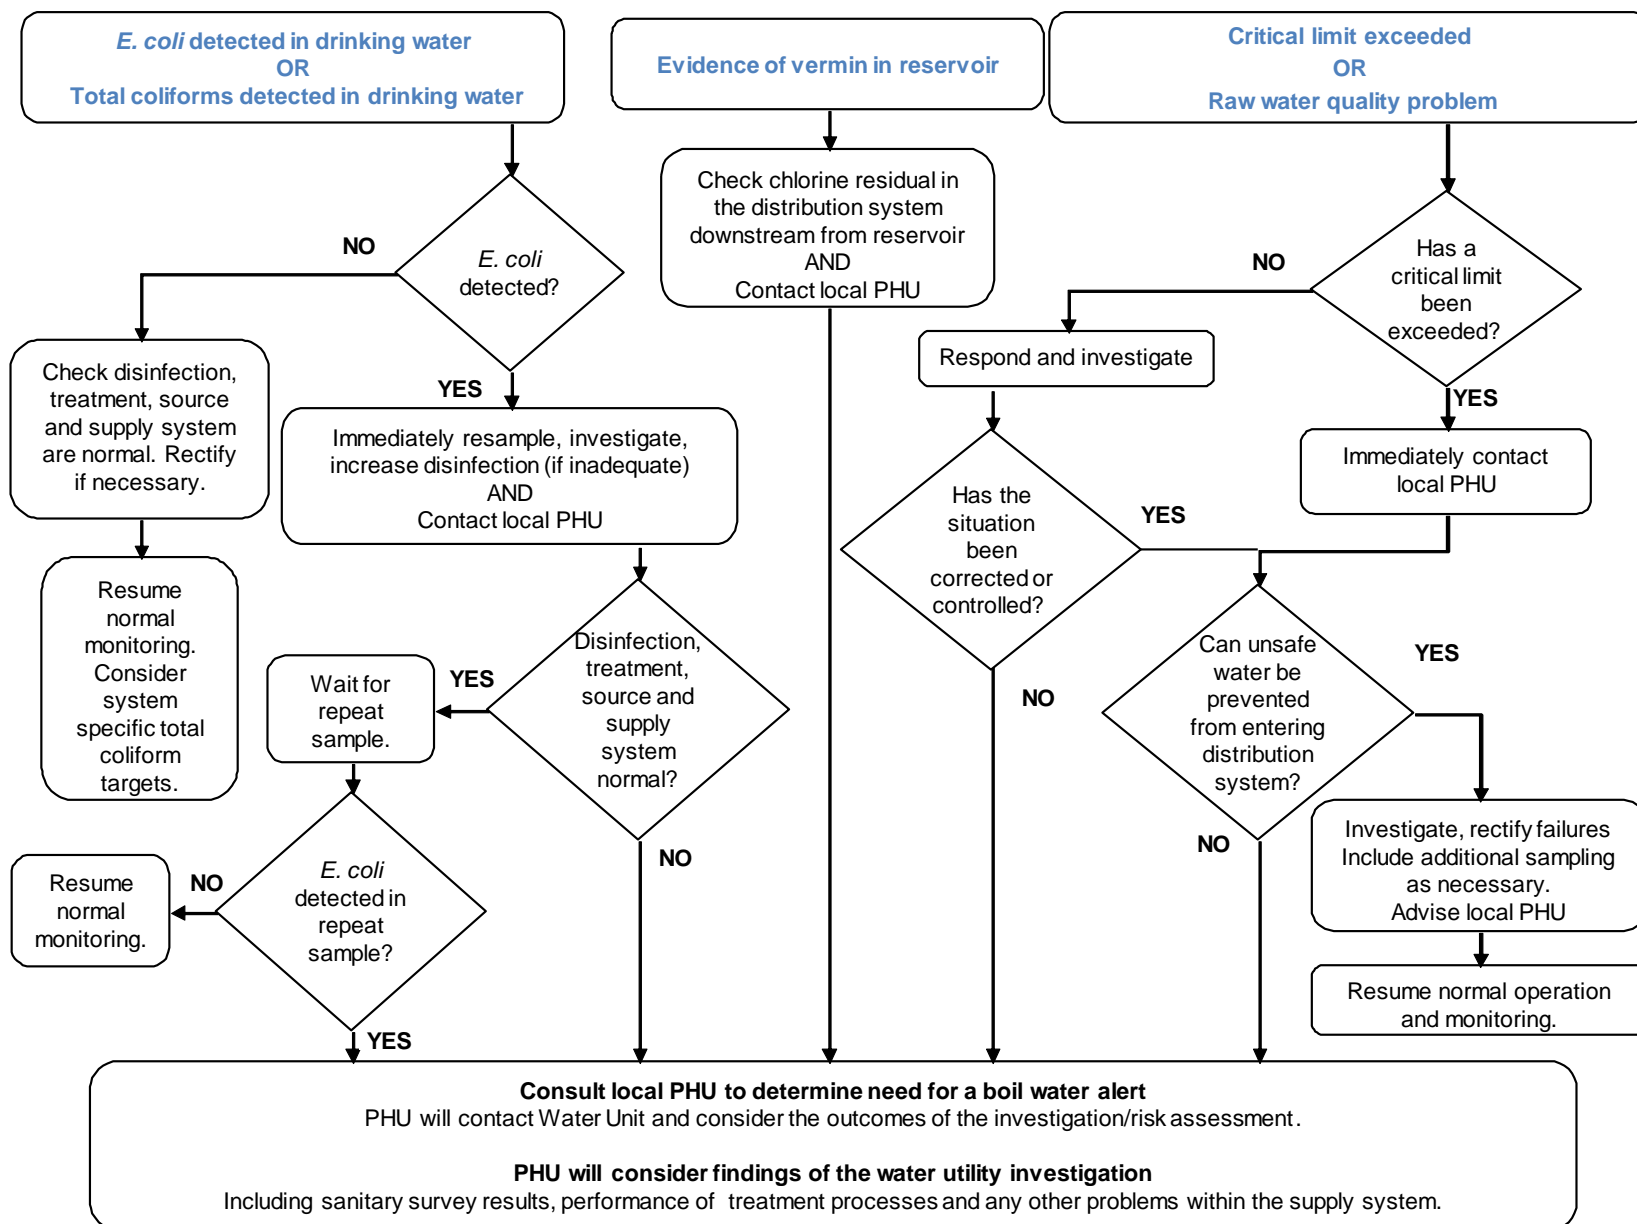 E. coli detected in drinking water
OR
Total coliforms detected in drinking water
Evidence of vermin in reservoir
Critical limit exceeded
OR
Raw water quality problem
E. coli
detected?
NO
YES
Check disinfection,
treatment, source
and supply system
are normal. Rectify
if necessary.
Resume
normal
monitoring.
Consider
system
specific total
coliform
targets.
Immediately resample, investigate,
increase disinfection (if inadequate)
AND
Contact local PHU
Disinfection,
treatment,
source and
supply
system
normal?
YES
NO
Wait for
repeat
sample.
E. coli
detected in
repeat
sample?
NO
YES
Resume
normal
monitoring.
Check chlorine residual in
the distribution system
downstream from reservoir
AND
Contact local PHU
Has a
critical limit
been
exceeded?
NO
YES
Respond and investigate
Immediately contact
local PHU
Has the
situation
been
corrected or
controlled?
YES
NO
Can unsafe
water be
prevented
from entering
distribution
system?
YES
NO
Investigate, rectify failures
Include additional sampling
as necessary.
Advise local PHU
Resume normal operation
and monitoring.
Consult local PHU to determine need for a boil water alert
PHU will contact Water Unit and consider the outcomes of the investigation/risk assessment.
PHU will consider findings of the water utility investigation
Including sanitary survey results, performance of treatment processes and any other problems within the supply system.